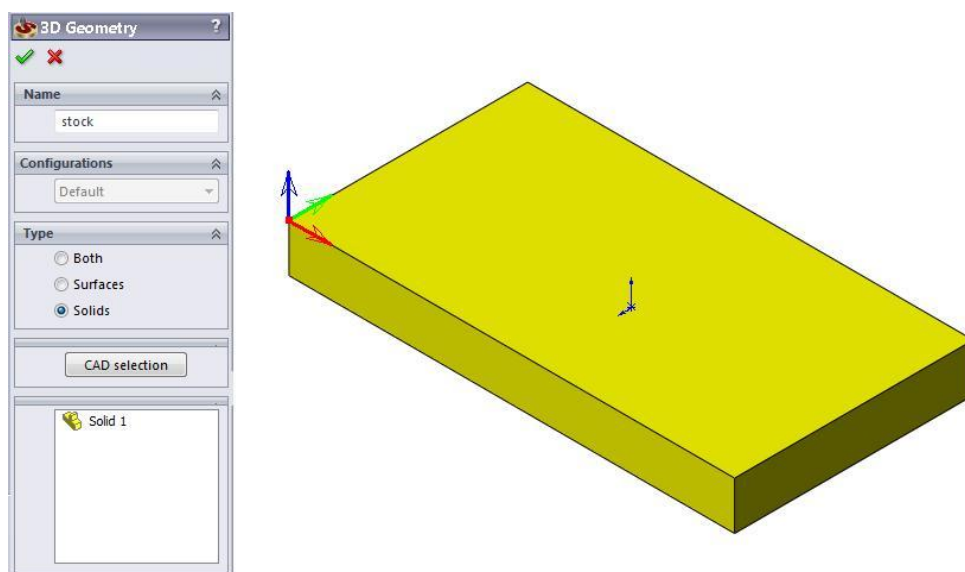 3D Geometry ?
Name
stock
Configurations
Default
Type
Both
Surfaces
Solids
CAD selection
Solid 1